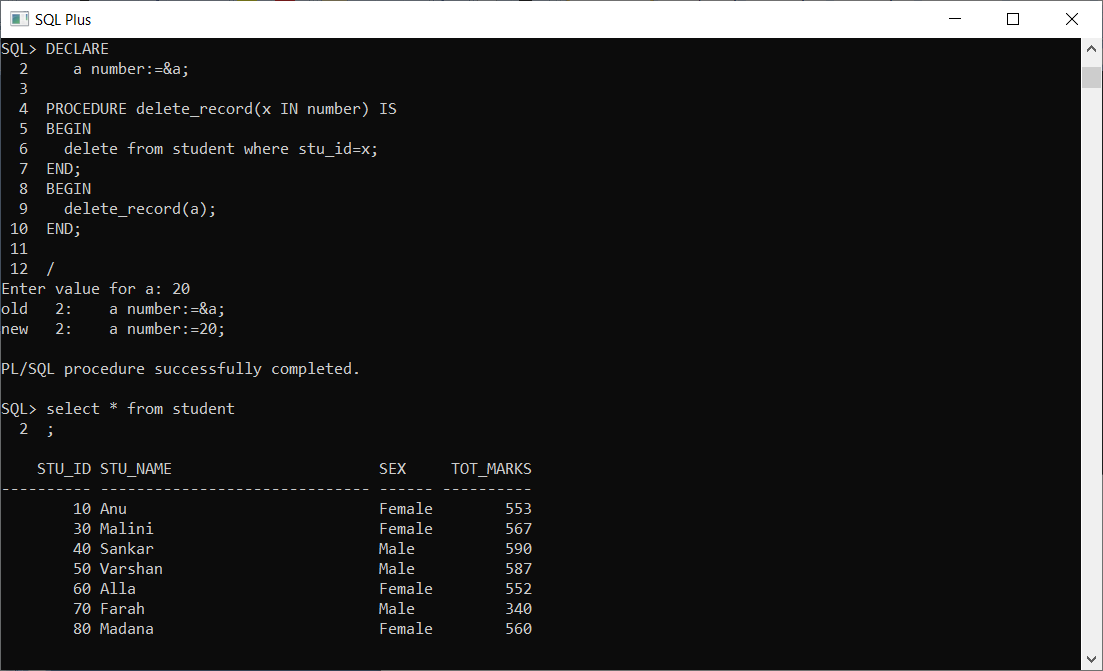 SQL Plus
SQL> DECLARE
  2     a number:=&a;
  3
  4  PROCEDURE delete_record(x IN number) IS
  5  BEGIN
  6    delete from student where stu_id=x;
  7  END;
  8  BEGIN
  9    delete_record(a);
 10  END;
 11
 12  /
Enter value for a: 20
old   2:    a number:=&a;
new   2:    a number:=20;

PL/SQL procedure successfully completed.

SQL> select * from student
  2  ;

    STU_ID STU_NAME                       SEX     TOT_MARKS
---------- ------------------------------ ------ ----------
        10 Anu                            Female        553
        30 Malini                         Female        567
        40 Sankar                         Male          590
        50 Varshan                        Male          587
        60 Alla                           Female        552
        70 Farah                          Male          340
        80 Madana                         Female        560